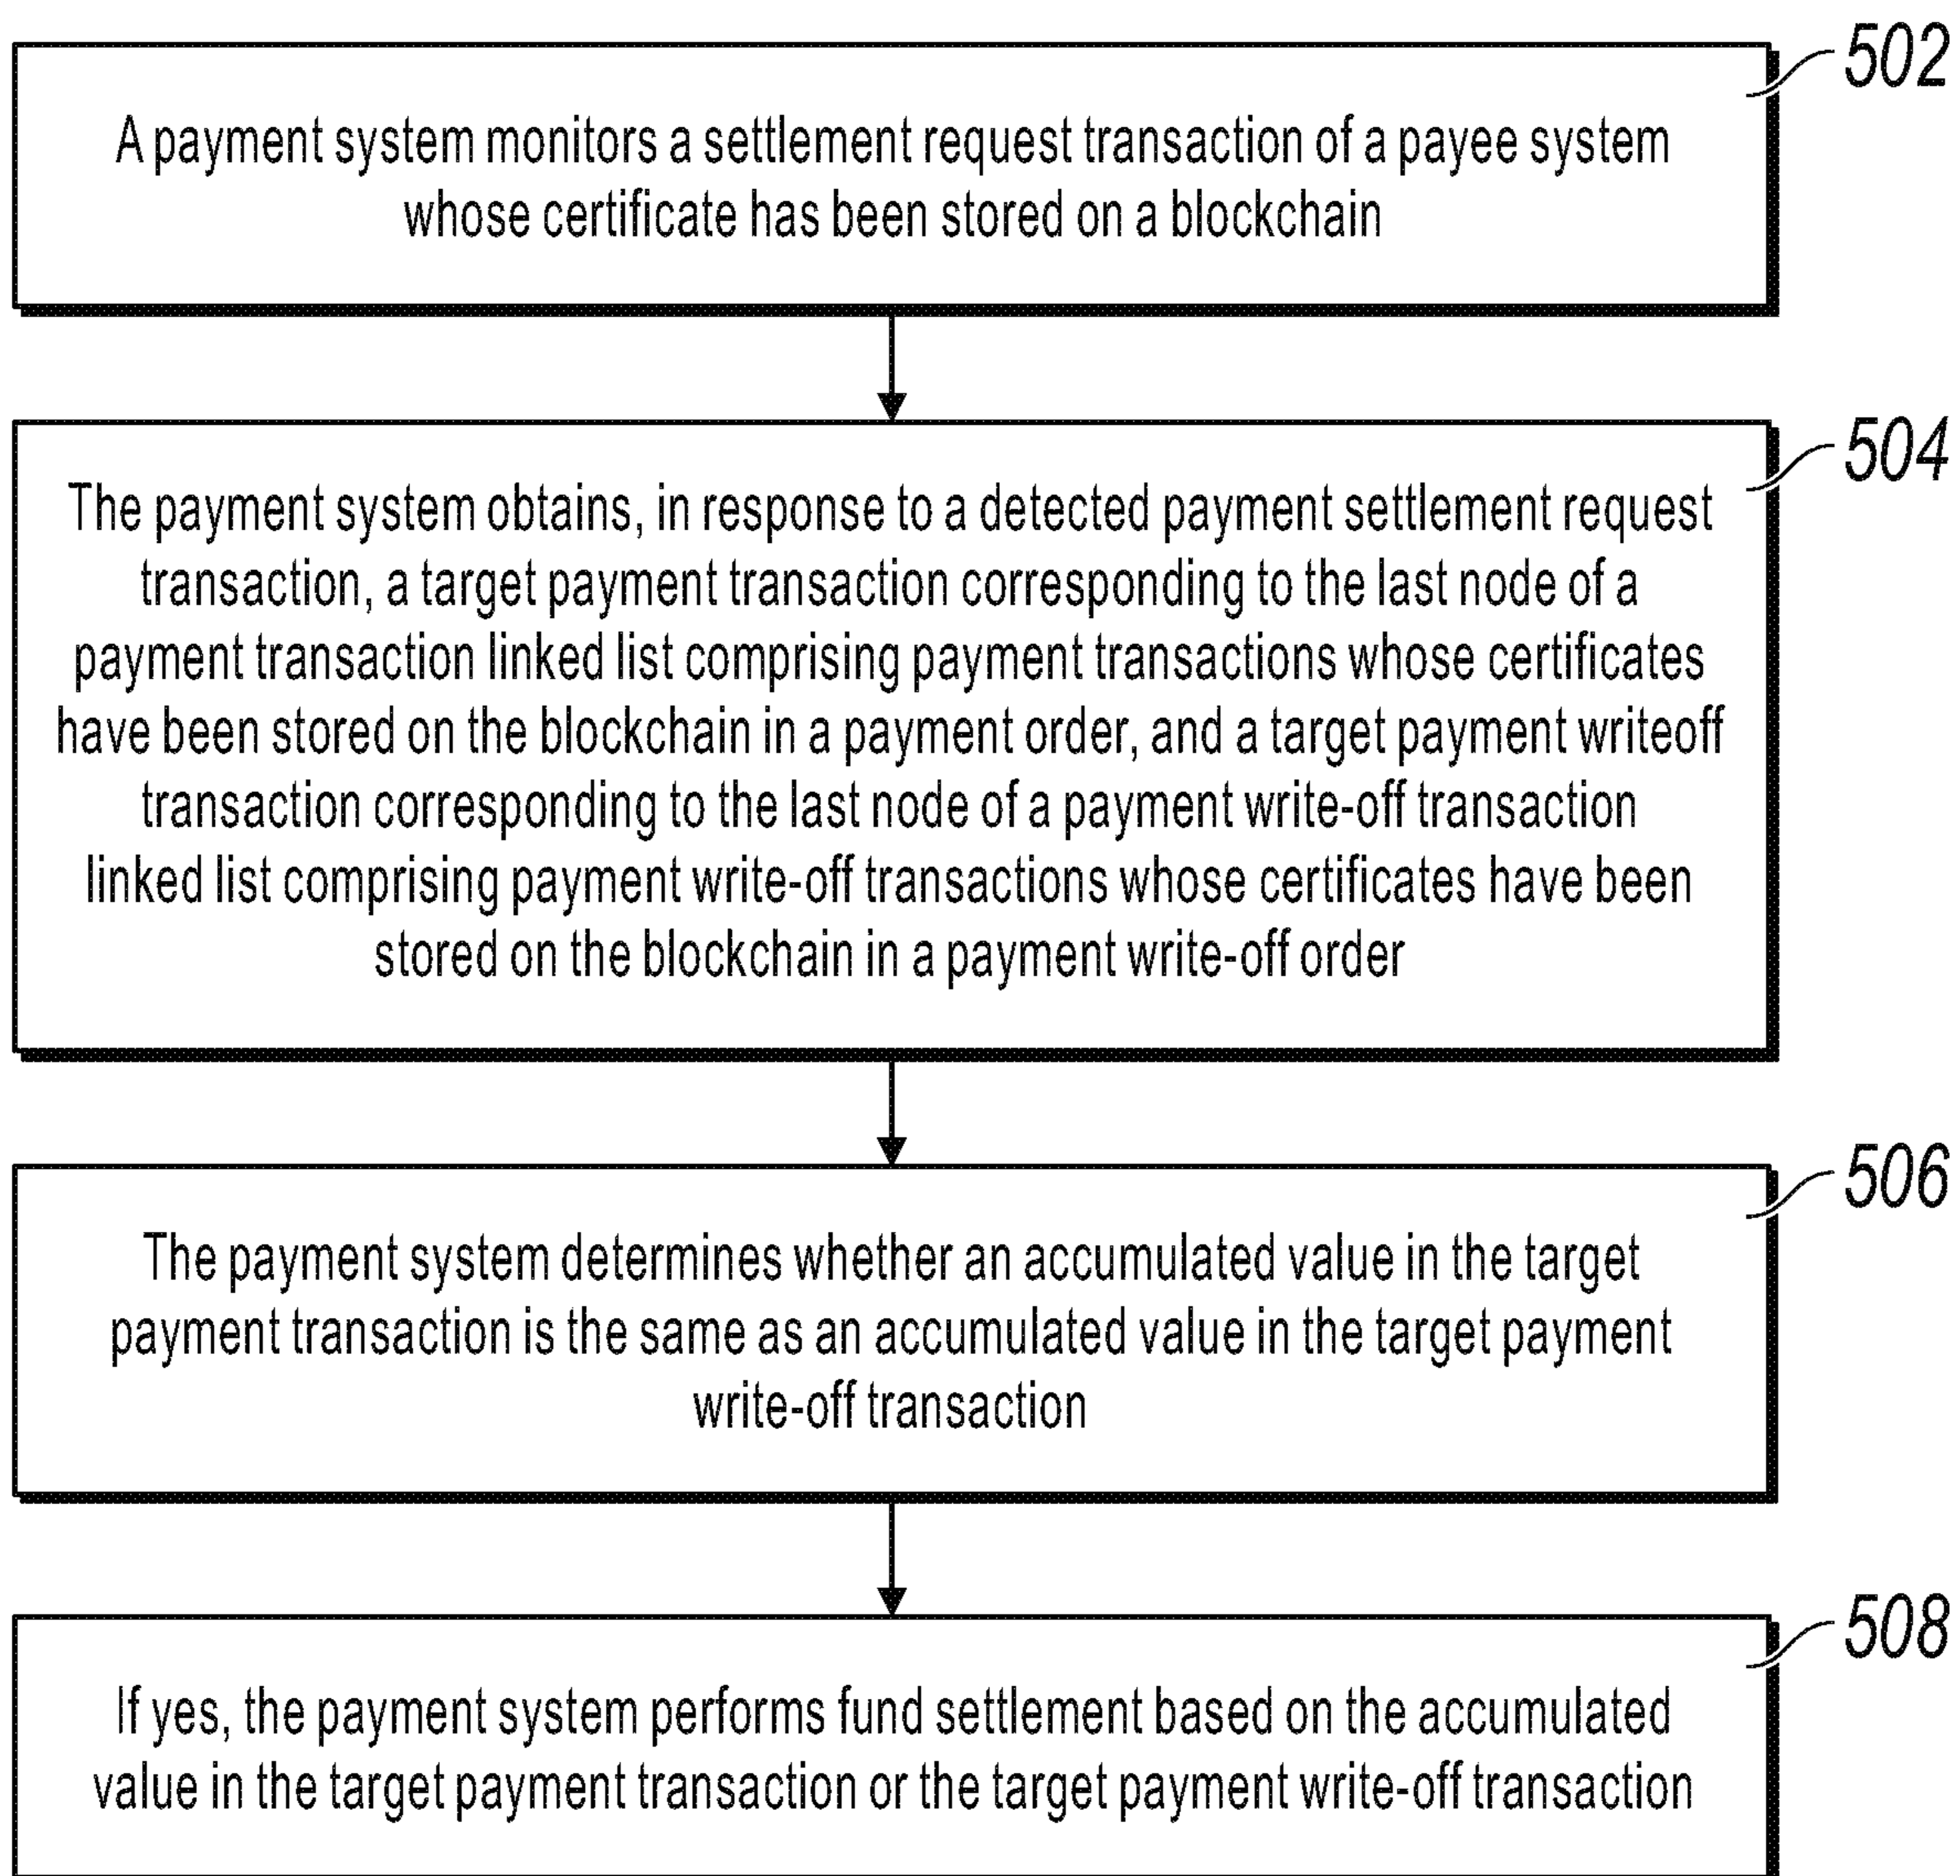 502
A payment system monitors a settlement request transaction of a payee system
whose certificate has been stored on a blockchain
504
The payment system obtains, in response to a detected payment settlement request
transaction, a target payment transaction corresponding to the last node of a
payment transaction linked list comprising payment transactions whose certificates
have been stored on the blockchain in a payment order, and a target payment writeoff
transaction corresponding to the last node of a payment write-off transaction
linked list comprising payment write-off transactions whose certificates have been
stored on the blockchain in a payment write-off order
506
The payment system determines whether an accumulated value in the target
payment transaction is the same as an accumulated value in the target payment
write-off transaction
508
If yes, the payment system performs fund settlement based on the accumulated
value in the target payment transaction or the target payment write-off transaction